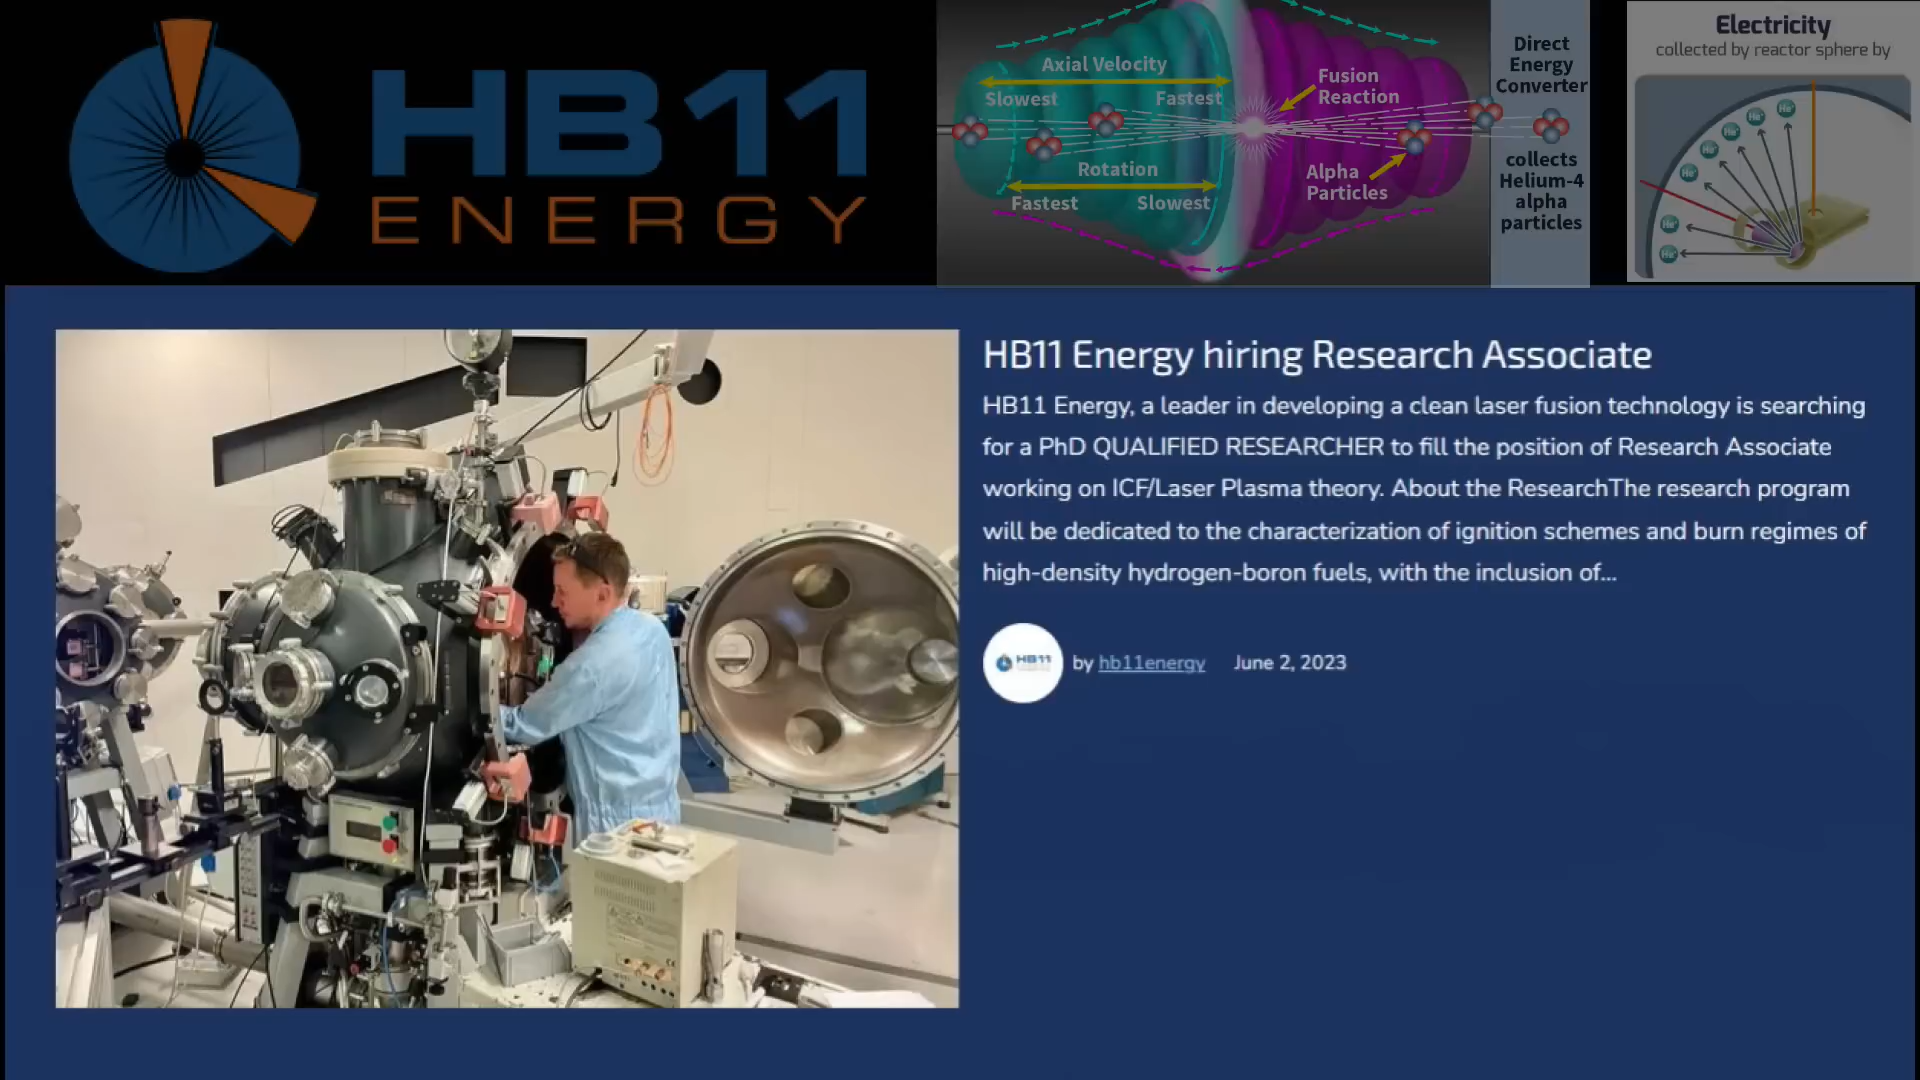 HB11
ENERGY
Axial Velocity
Slowest
Fastest
Rotation
Fastest
Slowest
Fusion
Reaction
Alpha
Particles
Direct
Energy
Converter
collects
Helium-4
alpha
particles
Electricity
collected by reactor sphere by
HB11 Energy hiring Research Associate
HB11 Energy, a leader in developing a clean laser fusion technology is searching
for a PhD QUALIFIED RESEARCHER to fill the position of Research Associate
working on ICF/Laser Plasma theory. About the ResearchThe research program
will be dedicated to the characterization of ignition schemes and burn regimes of
high-density hydrogen-boron fuels, with the inclusion of...
HB11
by hb11energy June 2, 2023